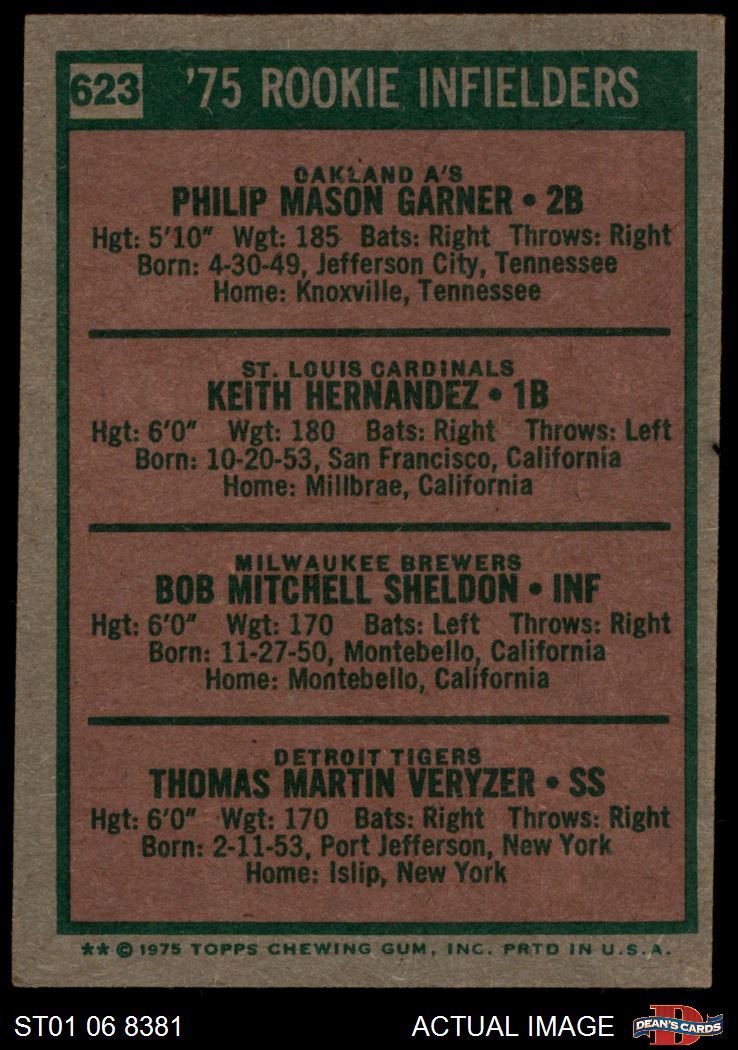 623 '75 ROOKIE INFIELDERS
OAKLAND A'S
PHILIP MASON GARNER • 2B
Hgt: 5'10" Wgt: 185 Bats: Right Throws: Right
Born: 4-30-49, Jefferson City, Tennessee
Home: Knoxville, Tennessee
ST. LOUIS CARDINALS
KEITH HERNANDEZ • 1B
Hgt: 6'0" Wgt: 180 Bats: Right Throws: Left
Born: 10-20-53, San Francisco, California
Home: Millbrae, California
MILWAUKEE BREWERS
BOB MITCHELL SHELDON • INF
Hgt: 6'0" Wgt: 170 Bats: Left Throws: Right
Born: 11-27-50, Montebello, California
Home: Montebello, California
DETROIT TIGERS
THOMAS MARTIN VERYZER • SS
Hgt: 6'0" Wgt: 170 Bats: Right Throws: Right
Born: 2-11-53, Port Jefferson, New York
Home: Islip, New York
** © 1975 TOPPS CHEWING GUM, INC. PRTD IN U.S.A.
ST01 06 8381 ACTUAL IMAGE D DEAN'S CARDS